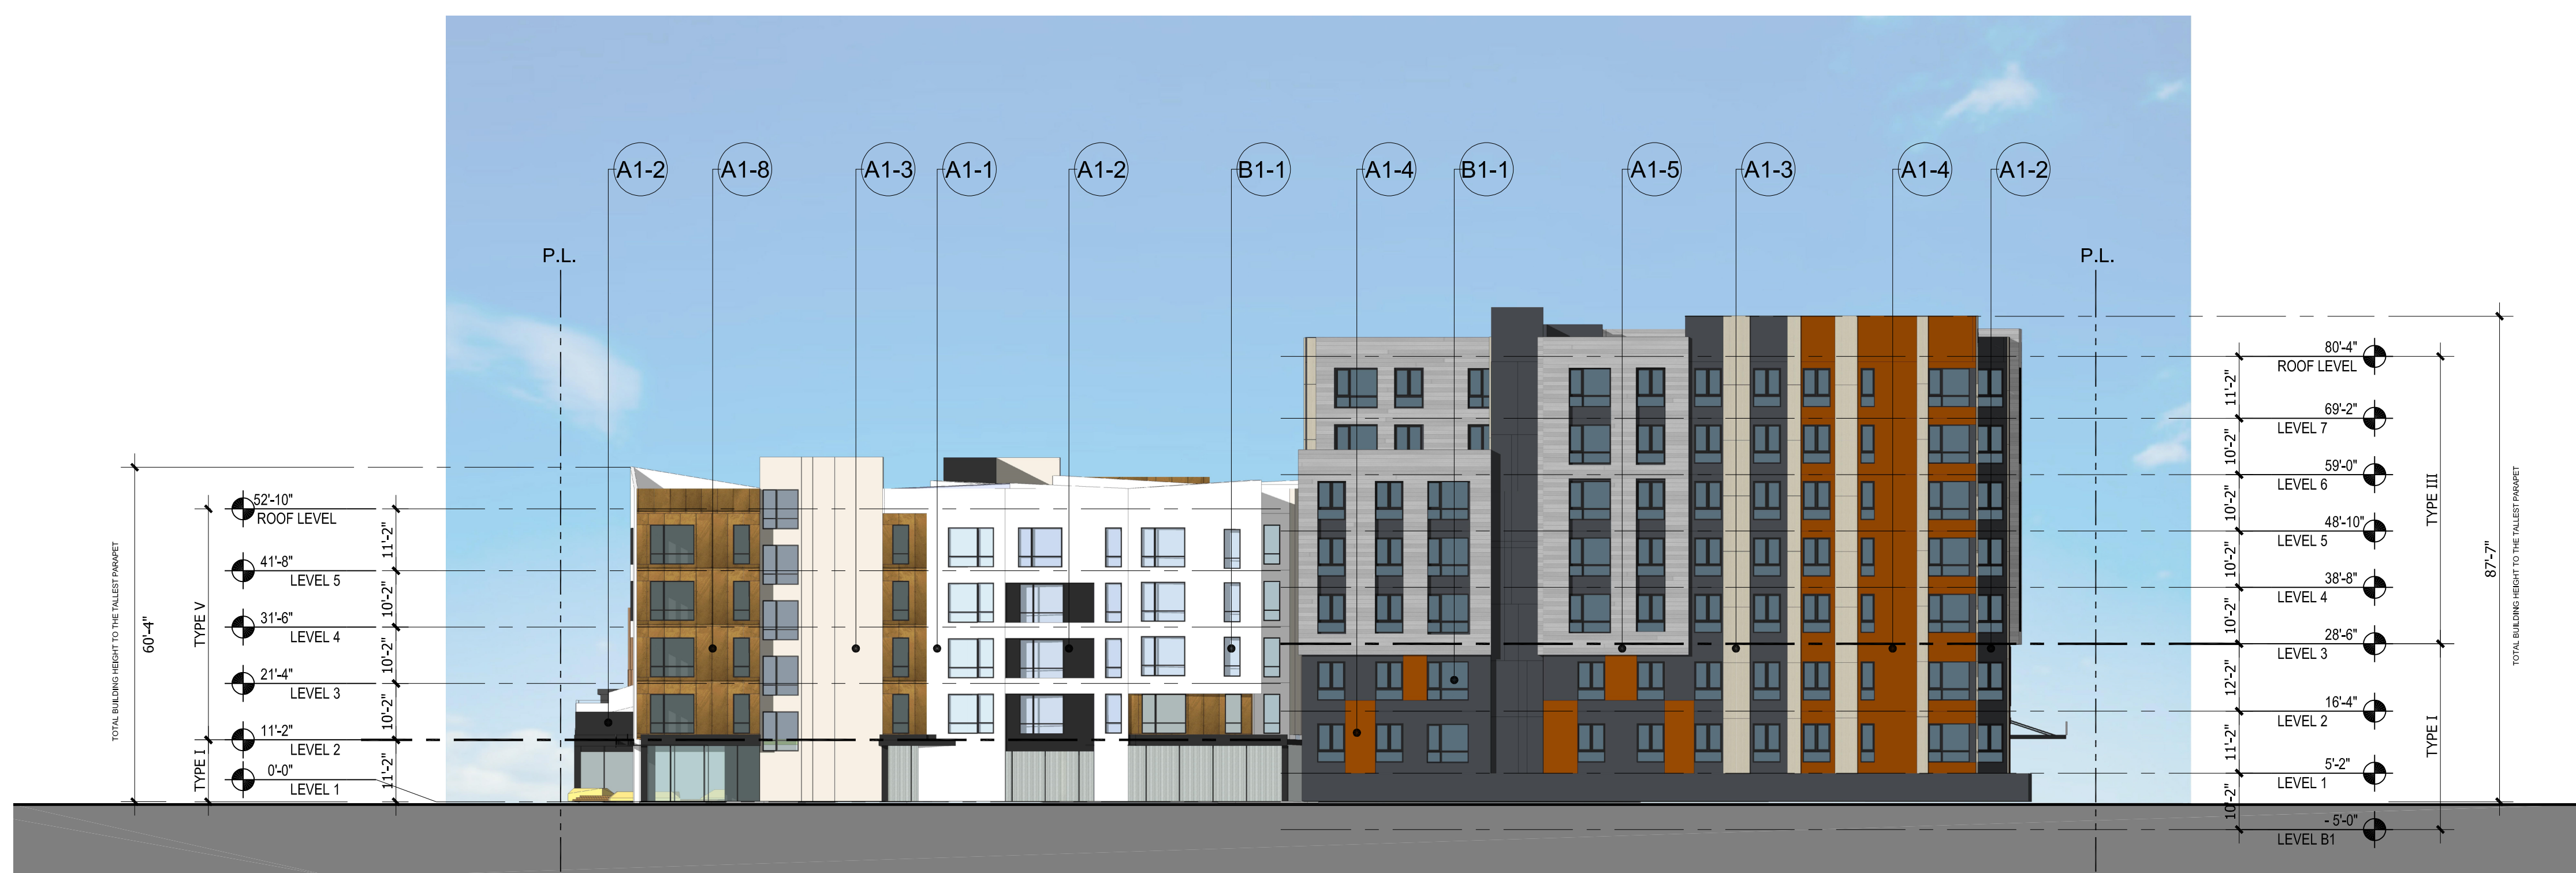 A1-2
A1-8
A1-3
A1-1
A1-2
B1-1
A1-4
B1-1
A1-5
A1-3
A1-4
A1-2
P.L.
P.L.
TOTAL BUILDING HEIGHT TO THE TALLEST PARAPET
60'-4"
TYPE V
TYPE I
52'-10"
ROOF LEVEL
11'-2"
41'-8"
LEVEL 5
10'-2"
31'-6"
LEVEL 4
10'-2"
21'-4"
LEVEL 3
10'-2"
11'-2"
LEVEL 2
11'-2"
0'-0"
LEVEL 1
80'-4"
ROOF LEVEL
11'-2"
69'-2"
LEVEL 7
10'-2"
59'-0"
LEVEL 6
10'-2"
48'-10"
LEVEL 5
10'-2"
38'-8"
LEVEL 4
10'-2"
28'-6"
LEVEL 3
12'-2"
16'-4"
LEVEL 2
11'-2"
5'-2"
LEVEL 1
10'-2"
- 5'-0"
LEVEL B1
TYPE III
TYPE I
87'-7"
TOTAL BUILDING HEIGHT TO THE TALLEST PARAPET